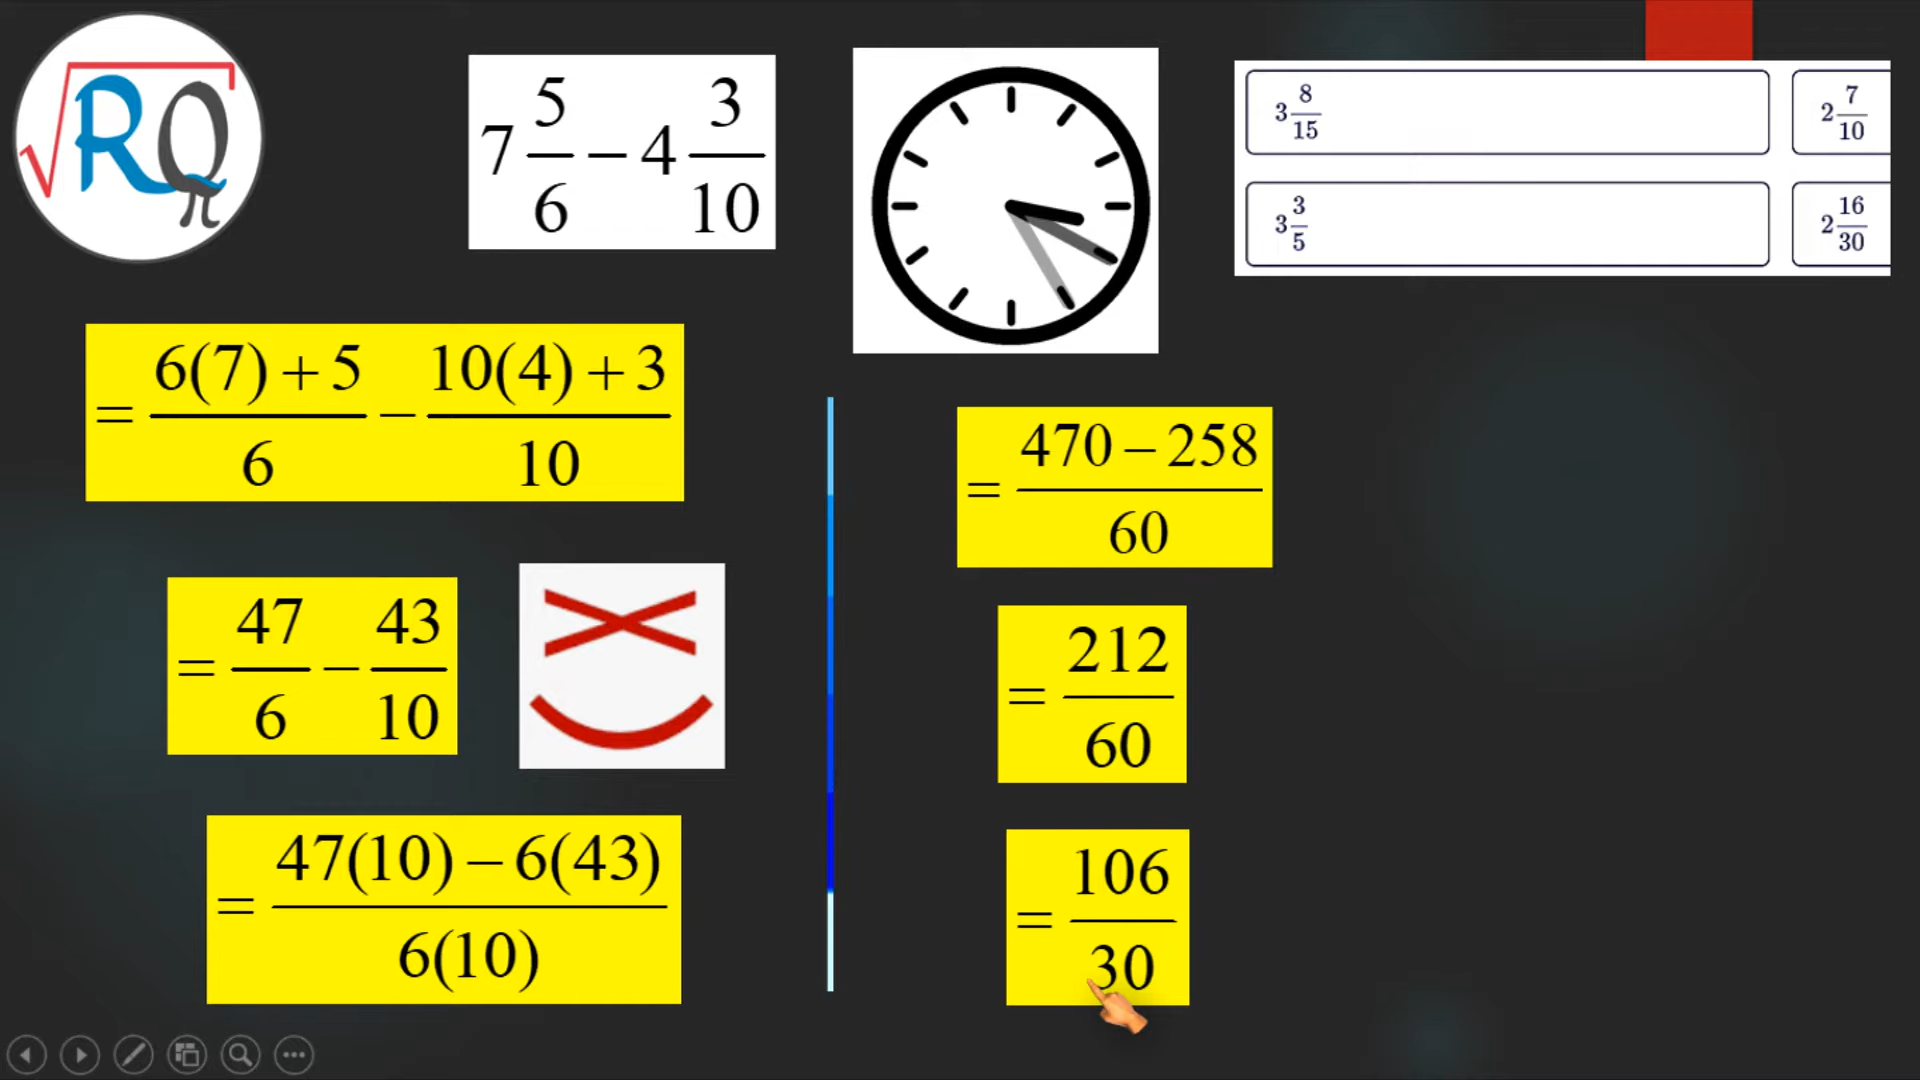 √RQπ
7 5/6 − 4 3/10
3 8/15
2 7/10
3 3/5
2 16/30
= (6(7) + 5)/6 − (10(4) + 3)/10
= 47/6 − 43/10
= (47(10) − 6(43))/(6(10))
= (470 − 258)/60
= 212/60
= 106/30